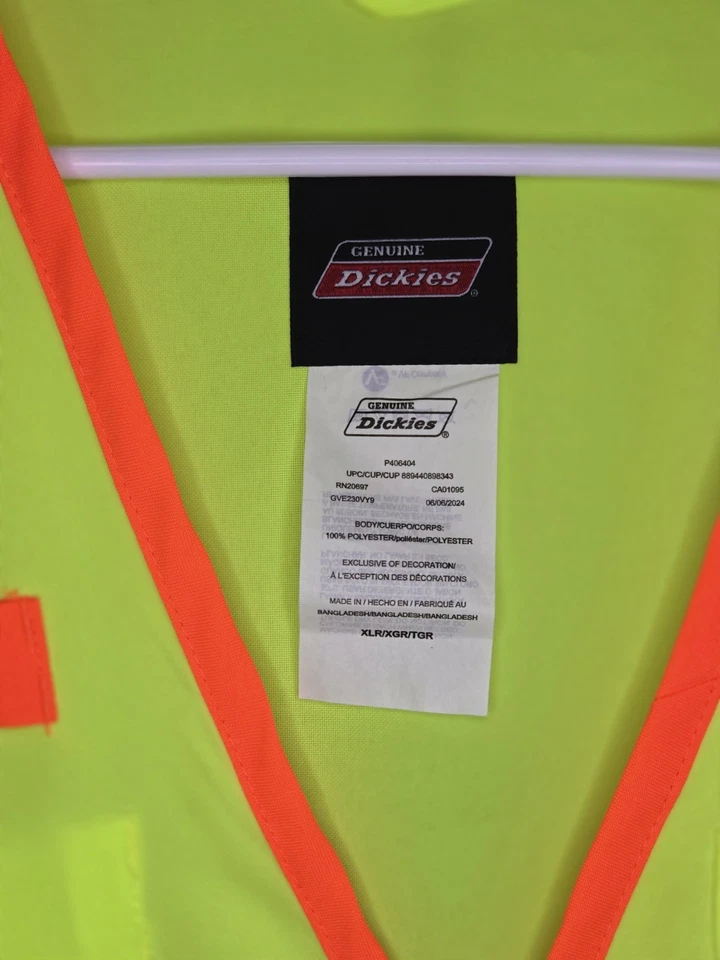 GENUINE
Dickies
®
GENUINE
Dickies
®
P406404
UPC/CUP/CUP 889440898343
RN20697 CA01095
GVE230VY9 06/06/2024
BODY/CUERPO/CORPS:
100% POLYESTER/poliéster/POLYESTER
EXCLUSIVE OF DECORATION/
À L'EXCEPTION DES DÉCORATIONS
MADE IN / HECHO EN / FABRIQUÉ AU
BANGLADESH/BANGLADESH/BANGLADESH
XLR/XGR/TGR